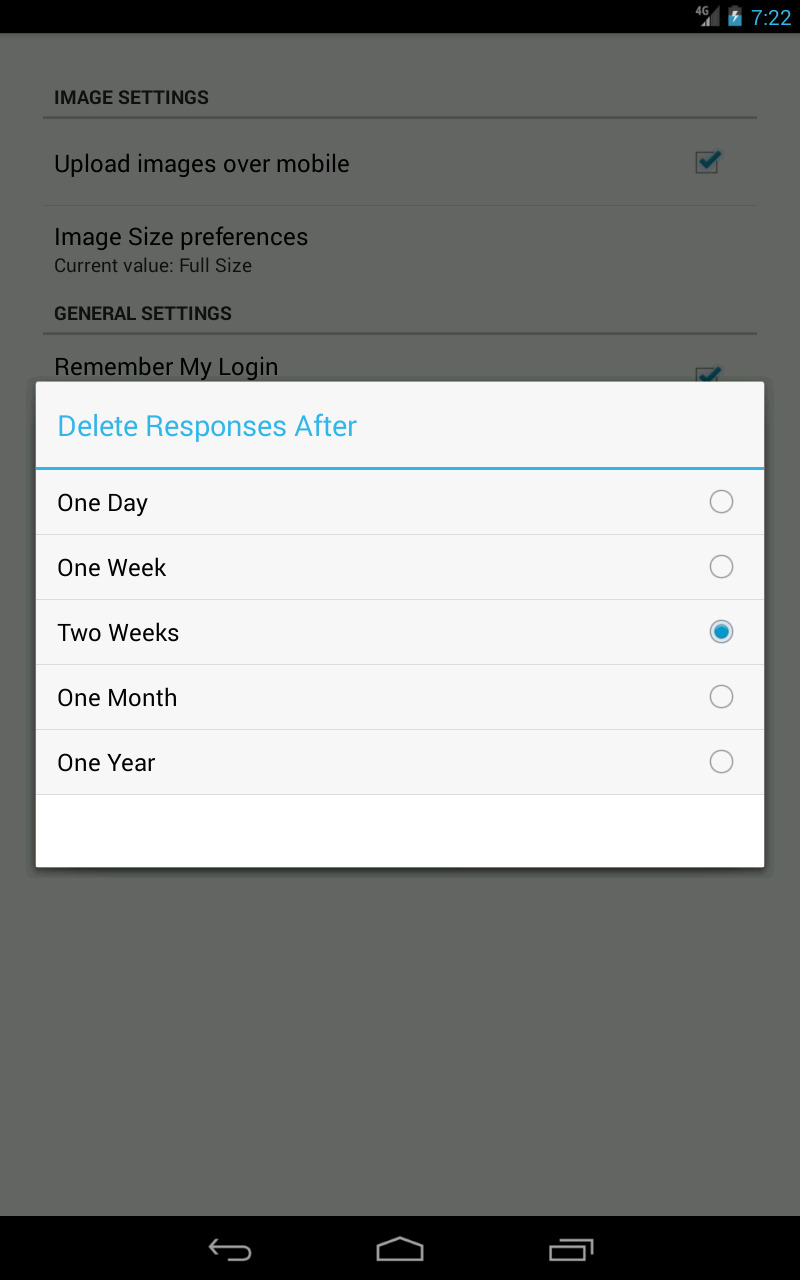 4G 7:22
IMAGE SETTINGS
Upload images over mobile
Image Size preferences
Current value: Full Size
GENERAL SETTINGS
Remember My Login
Delete Responses After
One Day
One Week
Two Weeks
One Month
One Year